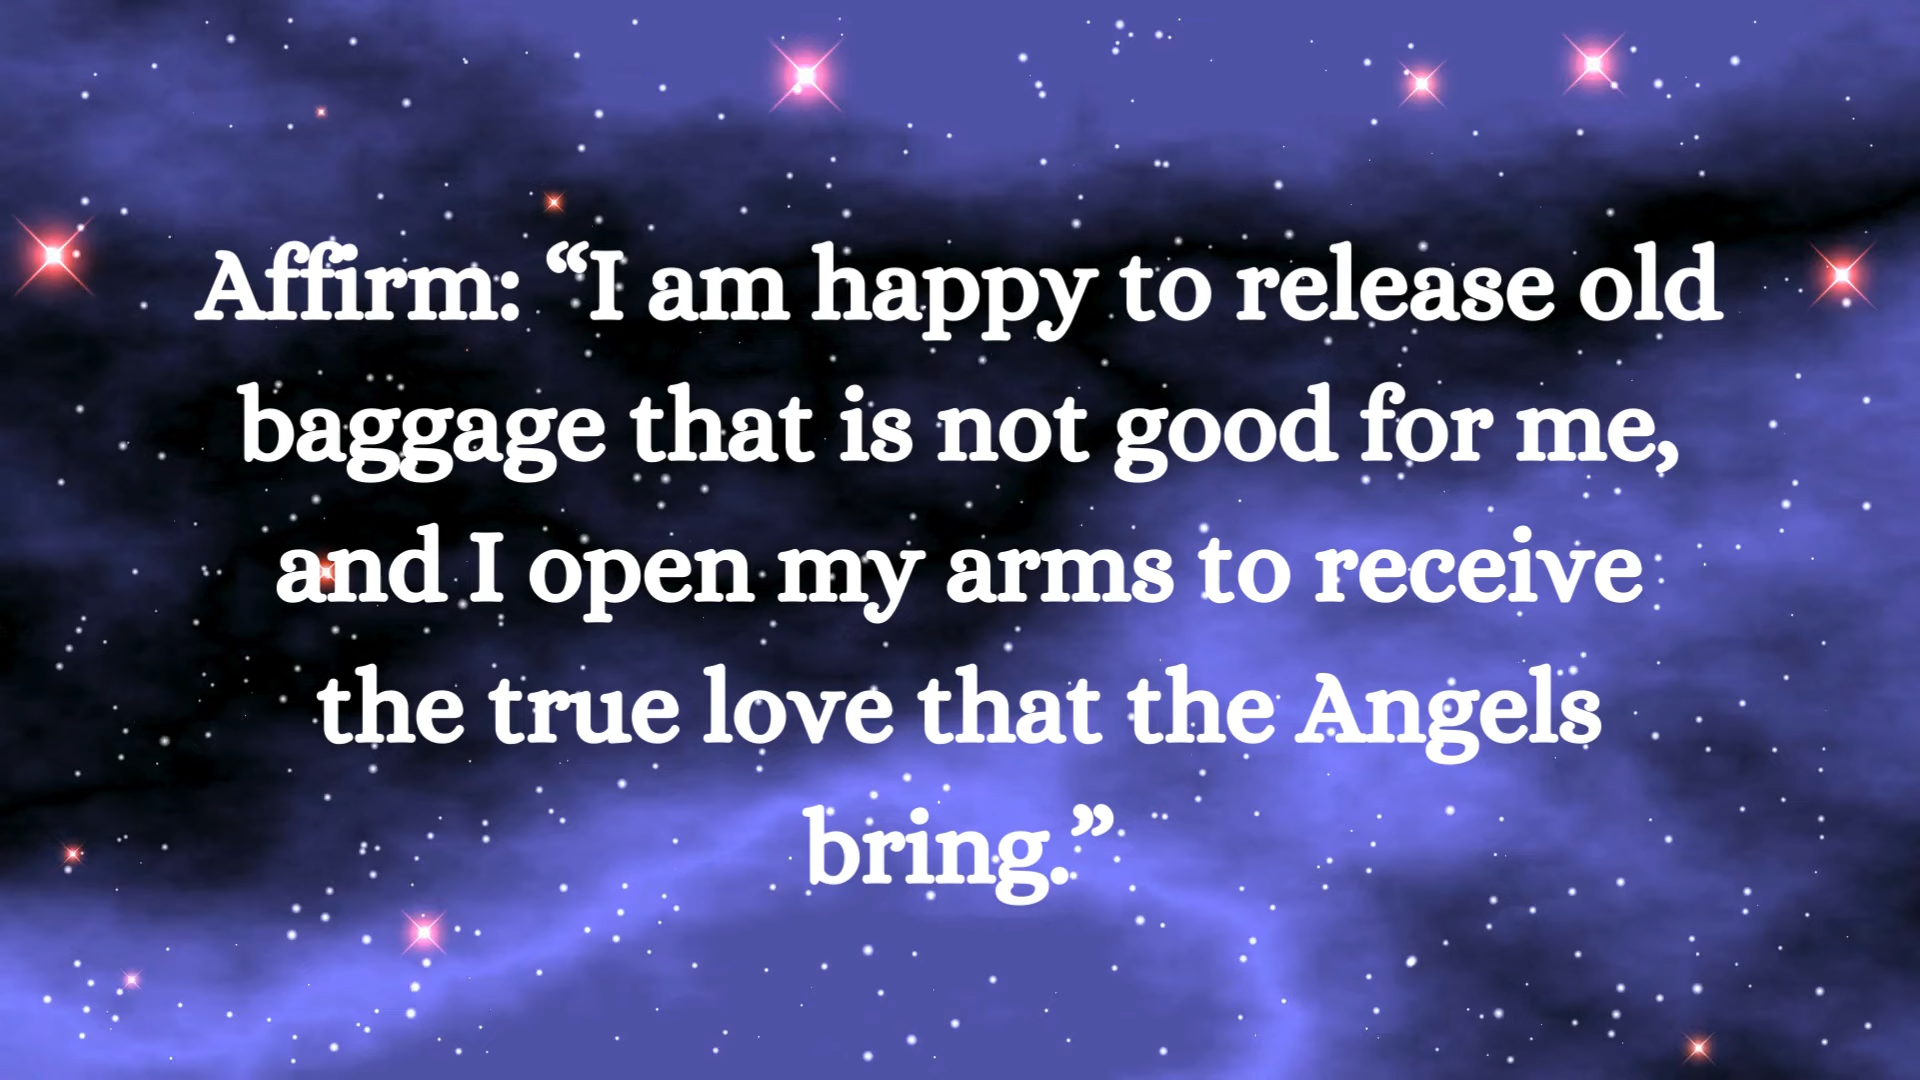 Affirm: “I am happy to release old
baggage that is not good for me,
and I open my arms to receive
the true love that the Angels
bring.”